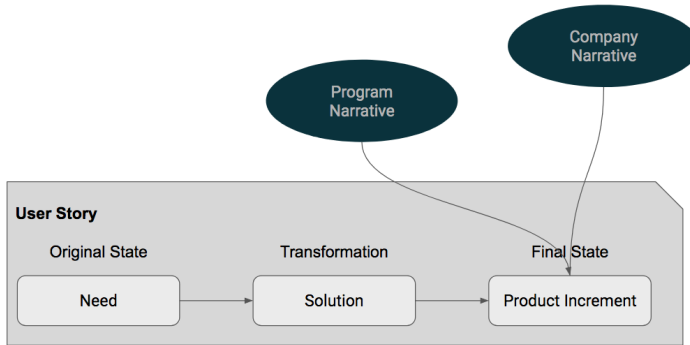 Company
Narrative
Program
Narrative
User Story
Original State
Transformation
Final State
Need
Solution
Product Increment